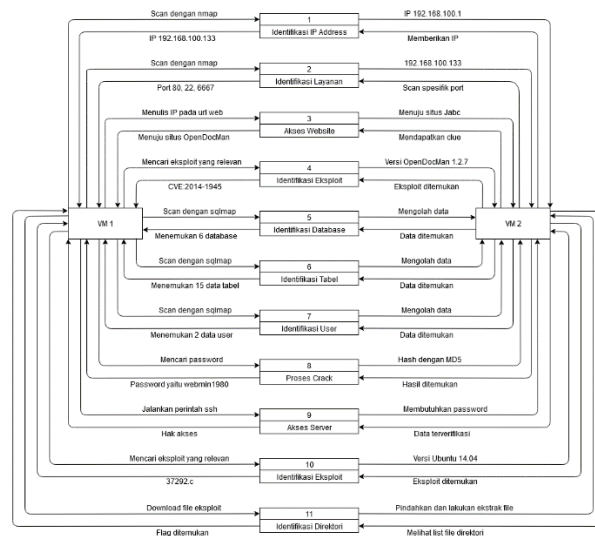 Scan dengan nmap
1
IP 192.168.100.1
IP 192.168.100.133
Identifikasi IP Address
Memberikan IP
Scan dengan nmap
2
192.168.100.133
Port 80, 22, 6667
Identifikasi Layanan
Scan spesifik port
Menulis IP pada url web
3
Menuju situs Jabc
Menuju situs OpenDocMan
Akses Website
Mendapatkan clue
Mencari eksploit yang relevan
4
Versi OpenDocMan 1.2.7
CVE:2014-1945
Identifikasi Eksploit
Eksploit ditemukan
VM 1
Scan dengan sqlmap
5
Mengolah data
VM 2
Menemukan 6 database
Identifikasi Database
Data ditemukan
Scan dengan sqlmap
6
Mengolah data
Menemukan 15 data tabel
Identifikasi Tabel
Data ditemukan
Scan dengan sqlmap
7
Mengolah data
Menemukan 2 data user
Identifikasi User
Data ditemukan
Mencari password
8
Hash dengan MD5
Password yaitu webmin1980
Proses Crack
Hasil ditemukan
Jalankan perintah ssh
9
Membutuhkan password
Hak akses
Akses Server
Data terverifikasi
Mencari eksploit yang relevan
10
Versi Ubuntu 14.04
37292.c
Identifikasi Eksploit
Eksploit ditemukan
Download file eksploit
11
Pindahkan dan lakukan ekstrak file
Flag ditemukan
Identifikasi Direktori
Melihat list file direktori